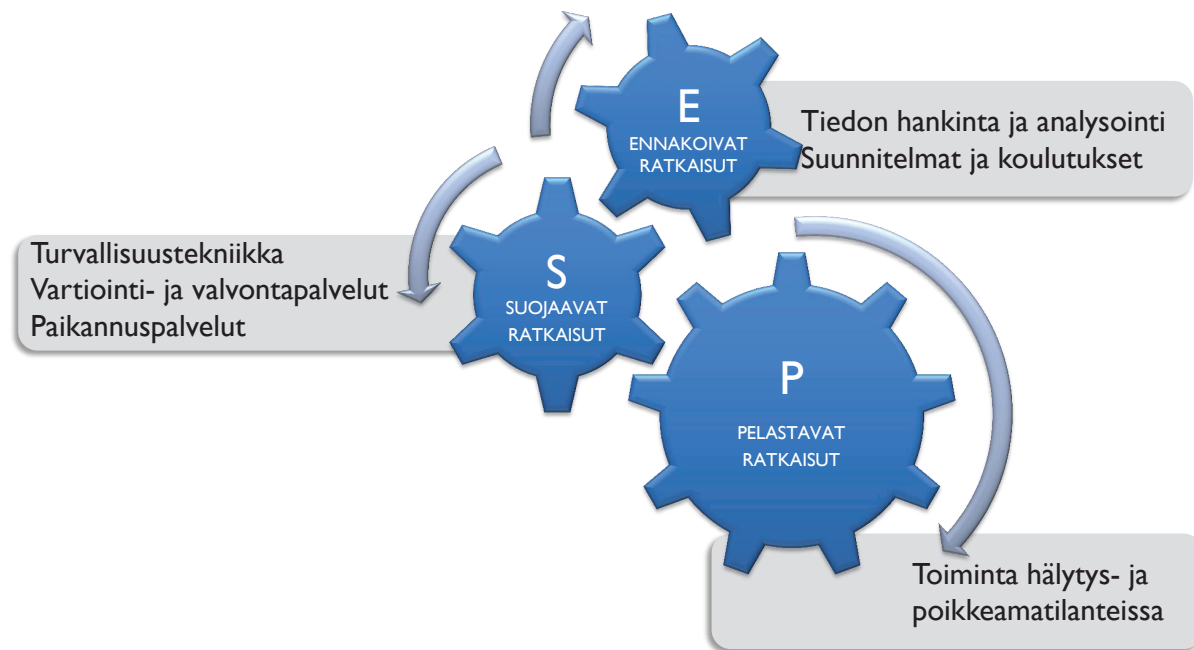 E
ENNAKOIVAT
RATKAISUT
Tiedon hankinta ja analysointi
Suunnitelmat ja koulutukset
Turvallisuustekniikka
Vartiointi- ja valvontapalvelut
Paikannuspalvelut
S
SUOJAAVAT
RATKAISUT
P
PELASTAVAT
RATKAISUT
Toiminta hälytys- ja
poikkeamatilanteissa